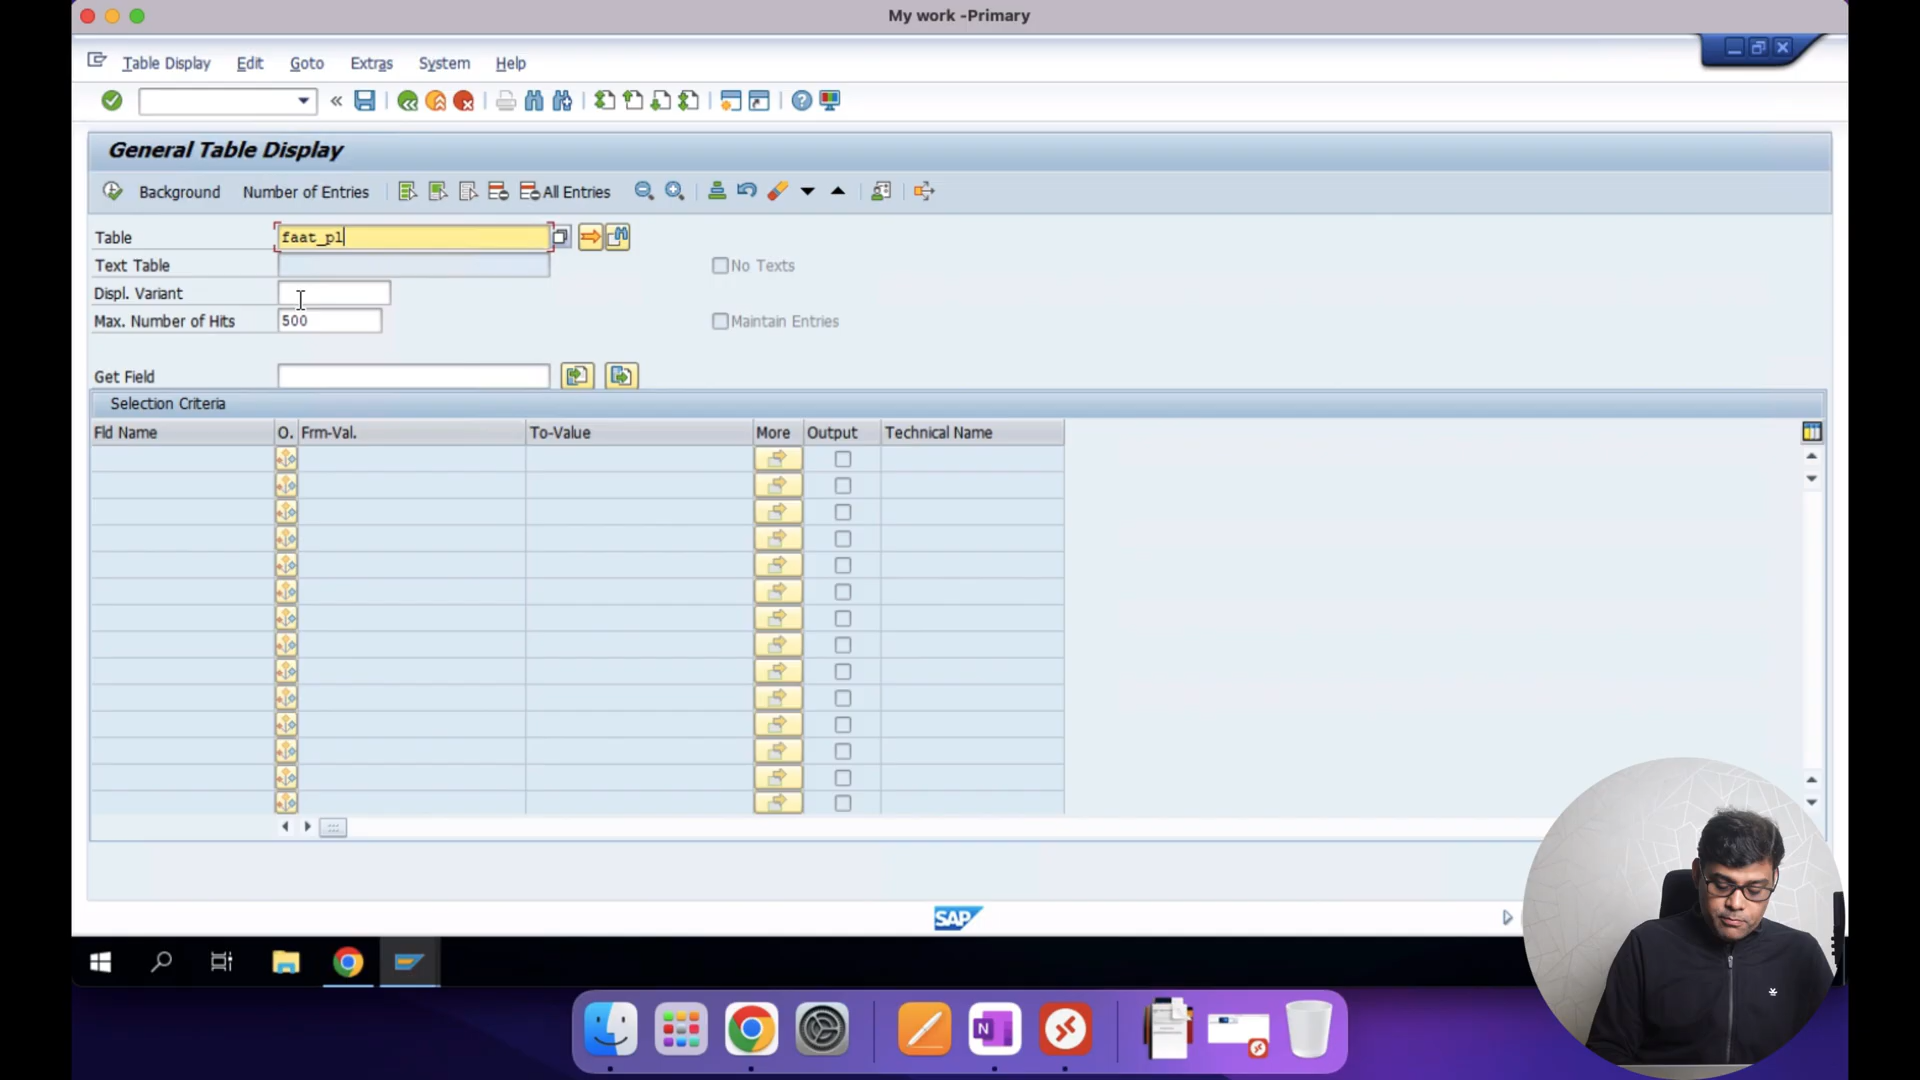 My work -Primary
Table Display Edit Goto Extras System Help
General Table Display
Background Number of Entries All Entries
Table faat_pl
Text Table No Texts
Displ. Variant
Max. Number of Hits 500 Maintain Entries
Get Field
Selection Criteria
Fld Name O. Frm-Val. To-Value More Output Technical Name
SAP
N